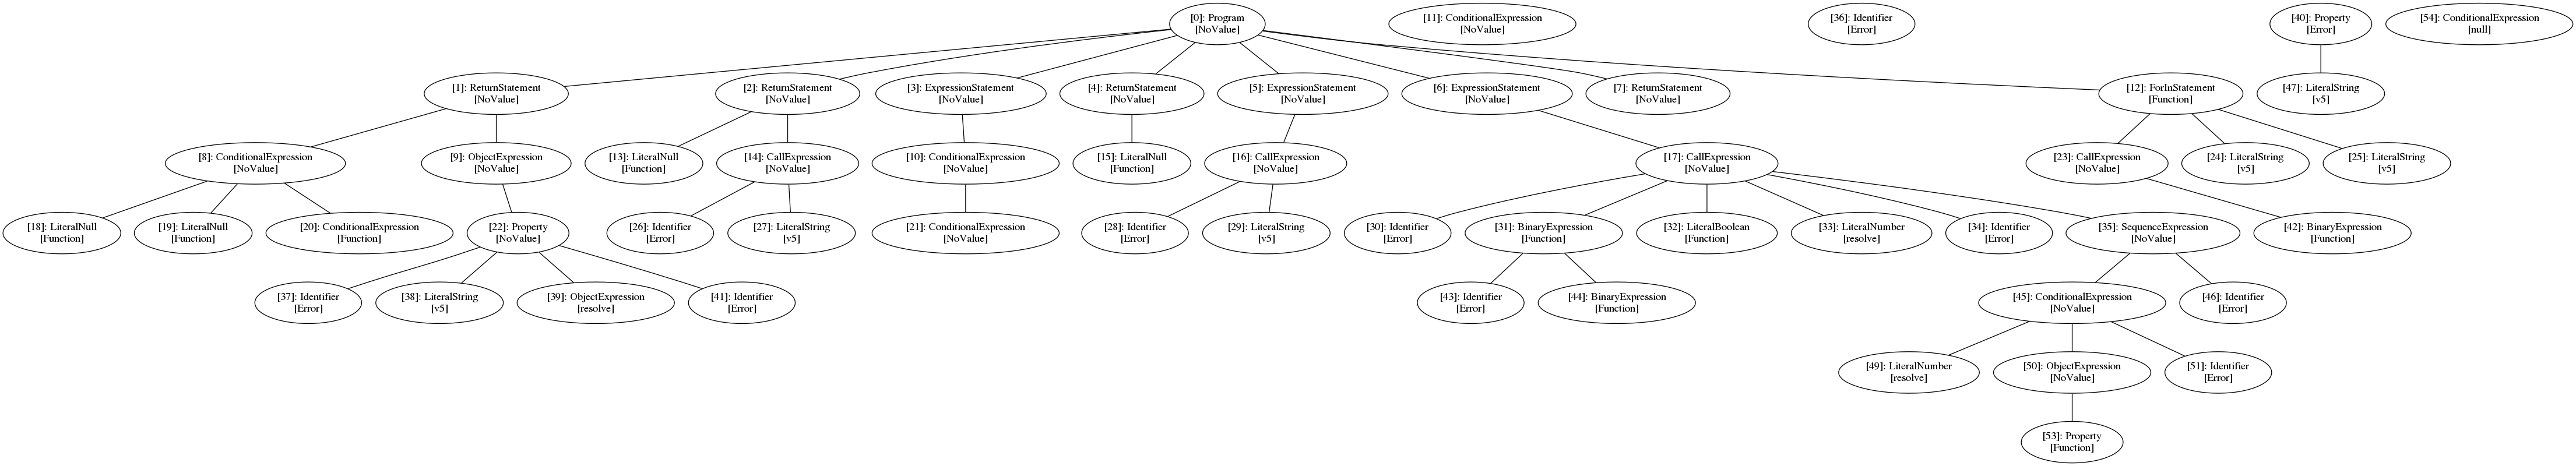 [0]: Program
[NoValue]
[11]: ConditionalExpression
[NoValue]
[36]: Identifier
[Error]
[40]: Property
[Error]
[54]: ConditionalExpression
[null]
[1]: ReturnStatement
[NoValue]
[2]: ReturnStatement
[NoValue]
[3]: ExpressionStatement
[NoValue]
[4]: ReturnStatement
[NoValue]
[5]: ExpressionStatement
[NoValue]
[6]: ExpressionStatement
[NoValue]
[7]: ReturnStatement
[NoValue]
[12]: ForInStatement
[Function]
[47]: LiteralString
[v5]
[8]: ConditionalExpression
[NoValue]
[9]: ObjectExpression
[NoValue]
[13]: LiteralNull
[Function]
[14]: CallExpression
[NoValue]
[10]: ConditionalExpression
[NoValue]
[15]: LiteralNull
[Function]
[16]: CallExpression
[NoValue]
[17]: CallExpression
[NoValue]
[23]: CallExpression
[NoValue]
[24]: LiteralString
[v5]
[25]: LiteralString
[v5]
[18]: LiteralNull
[Function]
[19]: LiteralNull
[Function]
[20]: ConditionalExpression
[Function]
[22]: Property
[NoValue]
[26]: Identifier
[Error]
[27]: LiteralString
[v5]
[21]: ConditionalExpression
[NoValue]
[28]: Identifier
[Error]
[29]: LiteralString
[v5]
[30]: Identifier
[Error]
[31]: BinaryExpression
[Function]
[32]: LiteralBoolean
[Function]
[33]: LiteralNumber
[resolve]
[34]: Identifier
[Error]
[35]: SequenceExpression
[NoValue]
[42]: BinaryExpression
[Function]
[37]: Identifier
[Error]
[38]: LiteralString
[v5]
[39]: ObjectExpression
[resolve]
[41]: Identifier
[Error]
[43]: Identifier
[Error]
[44]: BinaryExpression
[Function]
[45]: ConditionalExpression
[NoValue]
[46]: Identifier
[Error]
[49]: LiteralNumber
[resolve]
[50]: ObjectExpression
[NoValue]
[51]: Identifier
[Error]
[53]: Property
[Function]